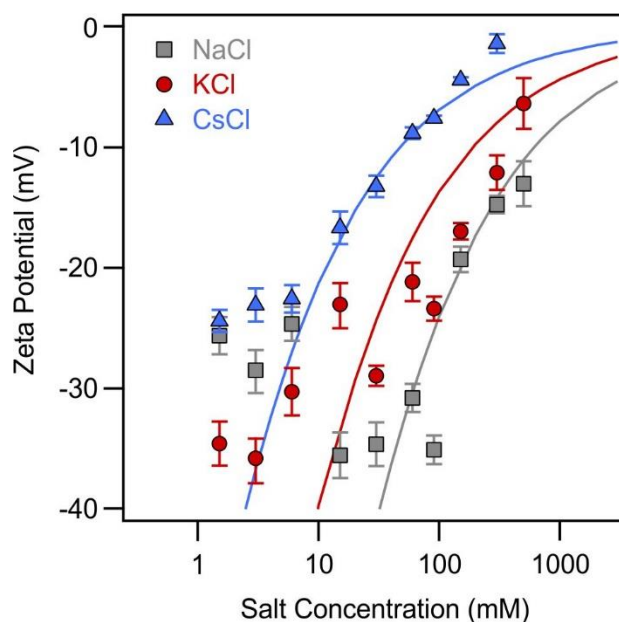 0
NaCl
KCl
CsCl
-10
-20
-30
-40
Zeta Potential (mV)
1
10
100
1000
Salt Concentration (mM)